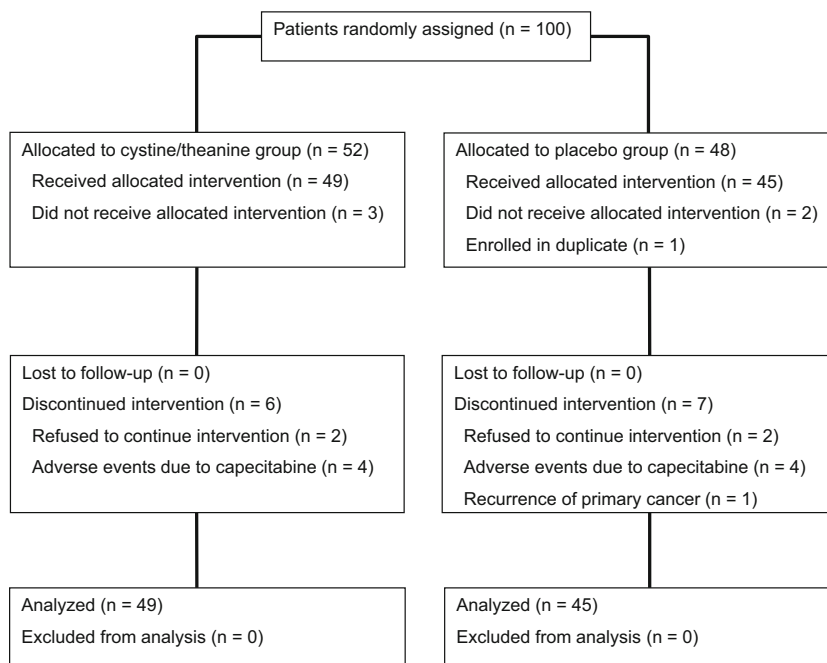 Patients randomly assigned (n = 100)
Allocated to cystine/theanine group (n = 52)
Received allocated intervention (n = 49)
Did not receive allocated intervention (n = 3)
Allocated to placebo group (n = 48)
Received allocated intervention (n = 45)
Did not receive allocated intervention (n = 2)
Enrolled in duplicate (n = 1)
Lost to follow-up (n = 0)
Discontinued intervention (n = 6)
Refused to continue intervention (n = 2)
Adverse events due to capecitabine (n = 4)
Lost to follow-up (n = 0)
Discontinued intervention (n = 7)
Refused to continue intervention (n = 2)
Adverse events due to capecitabine (n = 4)
Recurrence of primary cancer (n = 1)
Analyzed (n = 49)
Excluded from analysis (n = 0)
Analyzed (n = 45)
Excluded from analysis (n = 0)